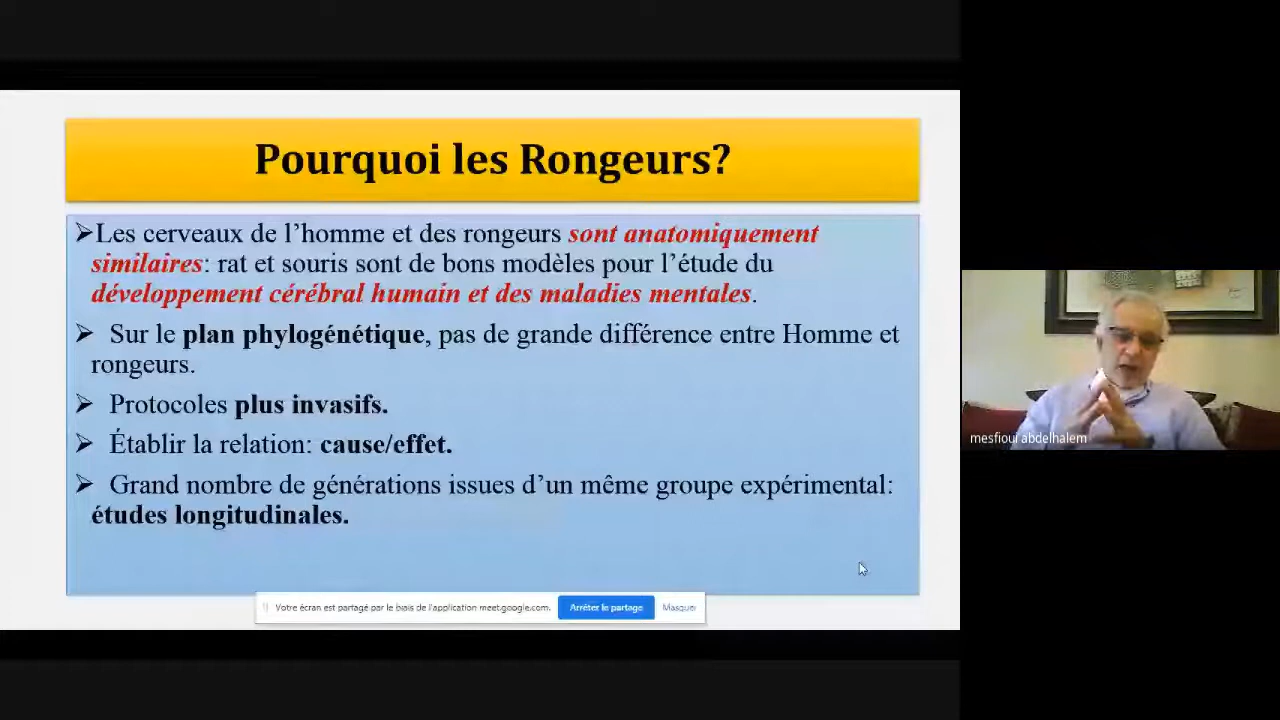 Pourquoi les Rongeurs?
➢Les cerveaux de l’homme et des rongeurs sont anatomiquement
similaires: rat et souris sont de bons modèles pour l’étude du
développement cérébral humain et des maladies mentales.
➢ Sur le plan phylogénétique, pas de grande différence entre Homme et
rongeurs.
➢ Protocoles plus invasifs.
➢ Établir la relation: cause/effet.
➢ Grand nombre de générations issues d’un même groupe expérimental:
études longitudinales.
Votre écran est partagé par le biais de l'application meet.google.com. Arrêter le partage Masquer
mesfioui abdelhalem